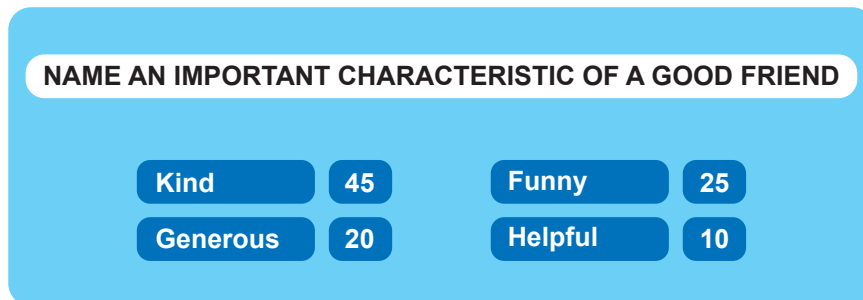 NAME AN IMPORTANT CHARACTERISTIC OF A GOOD FRIEND
Kind 45
Funny 25
Generous 20
Helpful 10